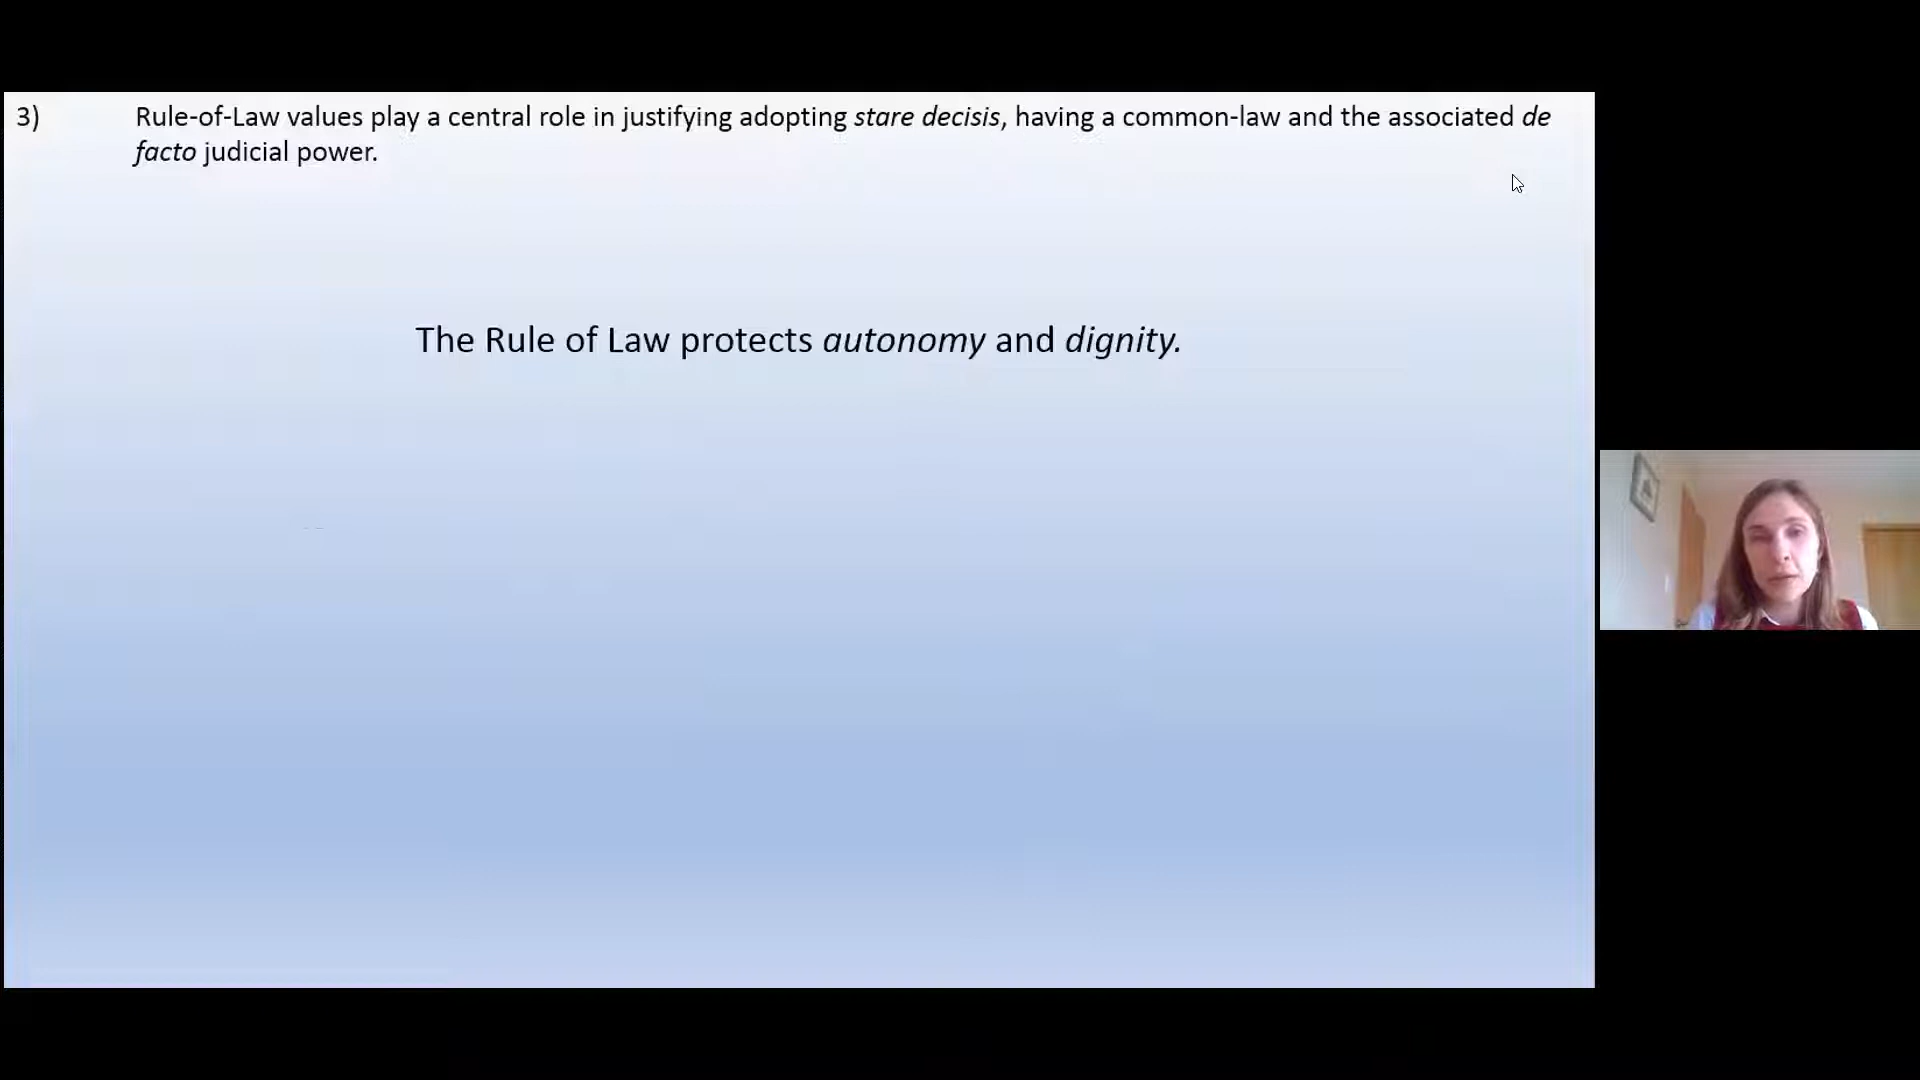 3) Rule-of-Law values play a central role in justifying adopting stare decisis, having a common-law and the associated de
facto judicial power.
The Rule of Law protects autonomy and dignity.